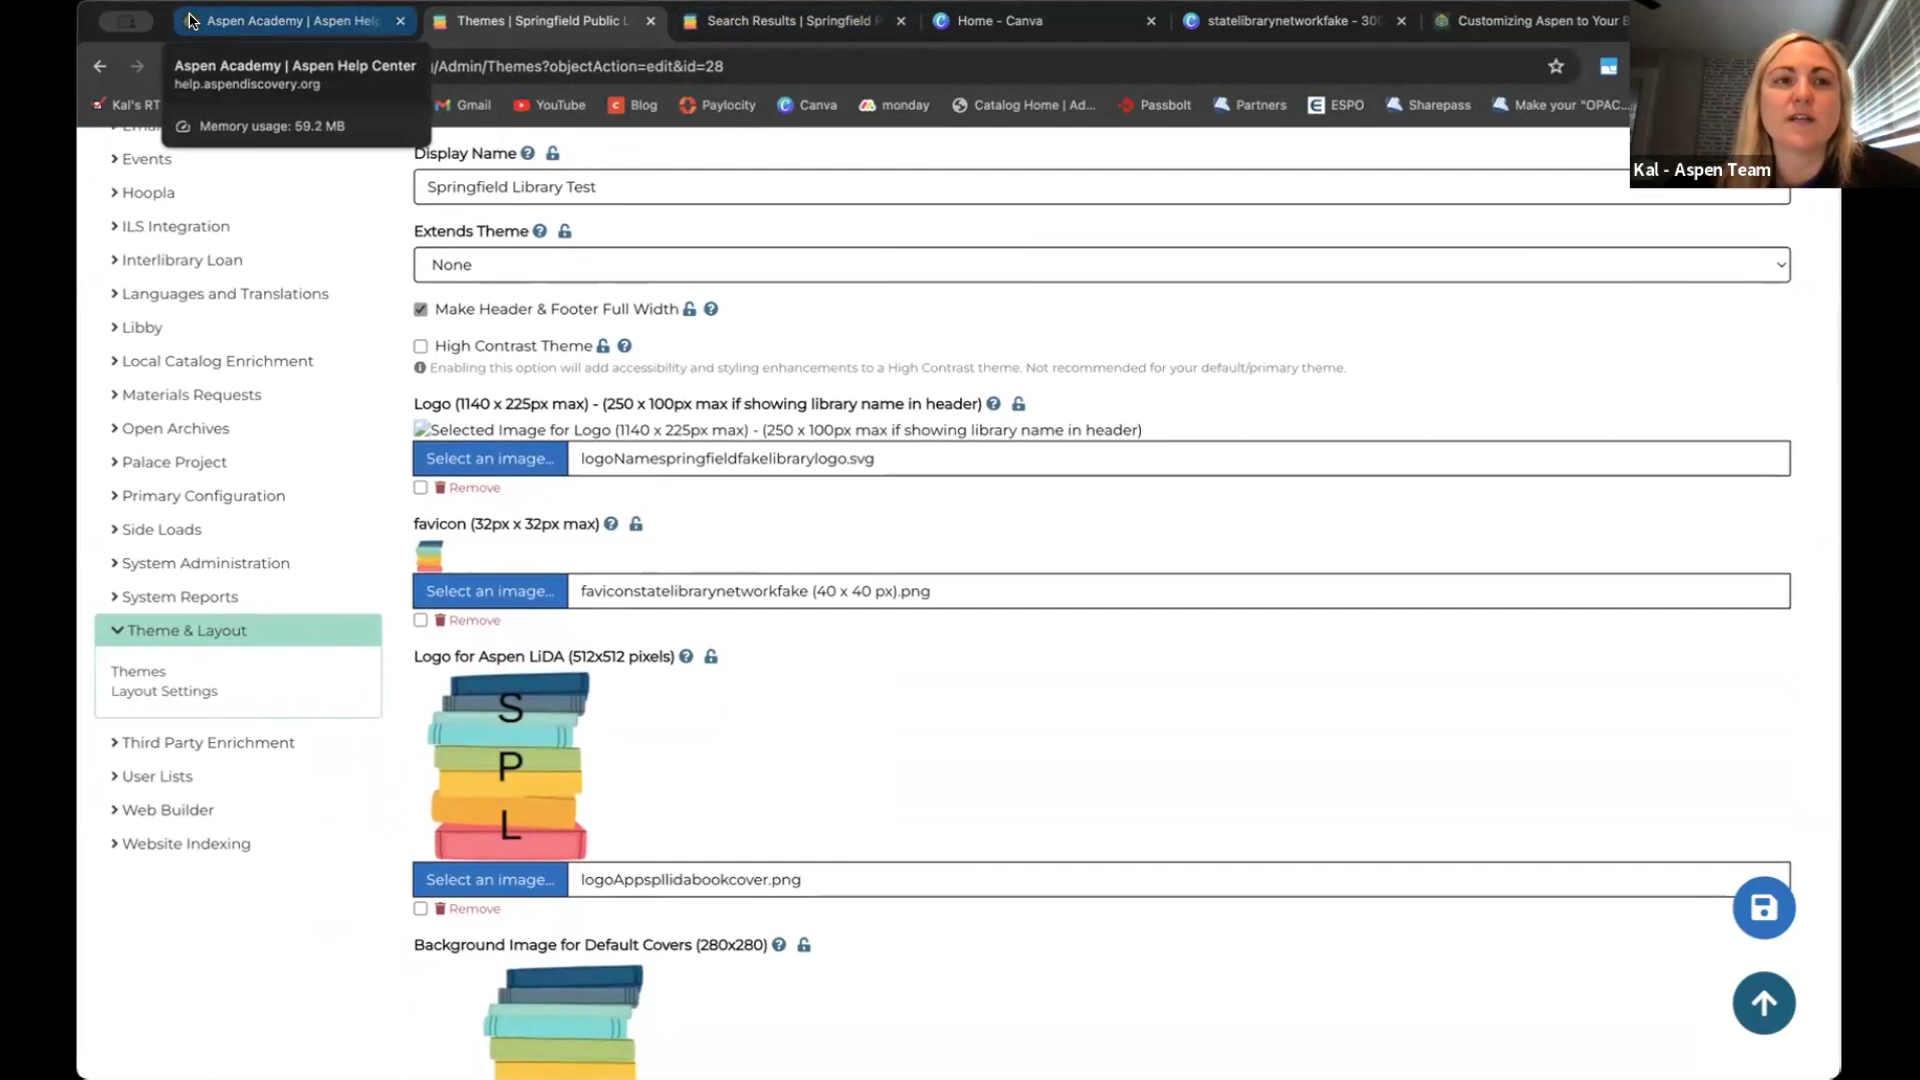 Aspen Academy | Aspen Help
Themes | Springfield Public L
Search Results | Springfield P
Home - Canva
statelibrarynetworkfake - 300
Customizing Aspen to Your B
Aspen Academy | Aspen Help Center
help.aspendiscovery.org
Memory usage: 59.2 MB
/Admin/Themes?objectAction=edit&id=28
Kal's RT
Gmail
YouTube
Blog
Paylocity
Canva
monday
Catalog Home | Ad...
Passbolt
Partners
ESPO
Sharepass
Make your "OPAC...
Kal - Aspen Team
Events
Hoopla
ILS Integration
Interlibrary Loan
Languages and Translations
Libby
Local Catalog Enrichment
Materials Requests
Open Archives
Palace Project
Primary Configuration
Side Loads
System Administration
System Reports
Theme & Layout
Themes
Layout Settings
Third Party Enrichment
User Lists
Web Builder
Website Indexing
Display Name
Springfield Library Test
Extends Theme
None
Make Header & Footer Full Width
High Contrast Theme
Enabling this option will add accessibility and styling enhancements to a High Contrast theme. Not recommended for your default/primary theme.
Logo (1140 x 225px max) - (250 x 100px max if showing library name in header)
Selected Image for Logo (1140 x 225px max) - (250 x 100px max if showing library name in header)
Select an image... logoNamespringfieldfakelibrarylogo.svg
Remove
favicon (32px x 32px max)
Select an image... faviconstatelibrarynetworkfake (40 x 40 px).png
Remove
Logo for Aspen LiDA (512x512 pixels)
S
P
L
Select an image... logoAppspllidabookcover.png
Remove
Background Image for Default Covers (280x280)